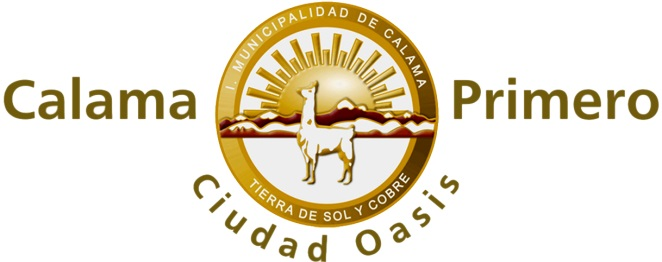 Calama Primero
I. MUNICIPALIDAD DE CALAMA
TIERRA DE SOL Y COBRE
Ciudad Oasis